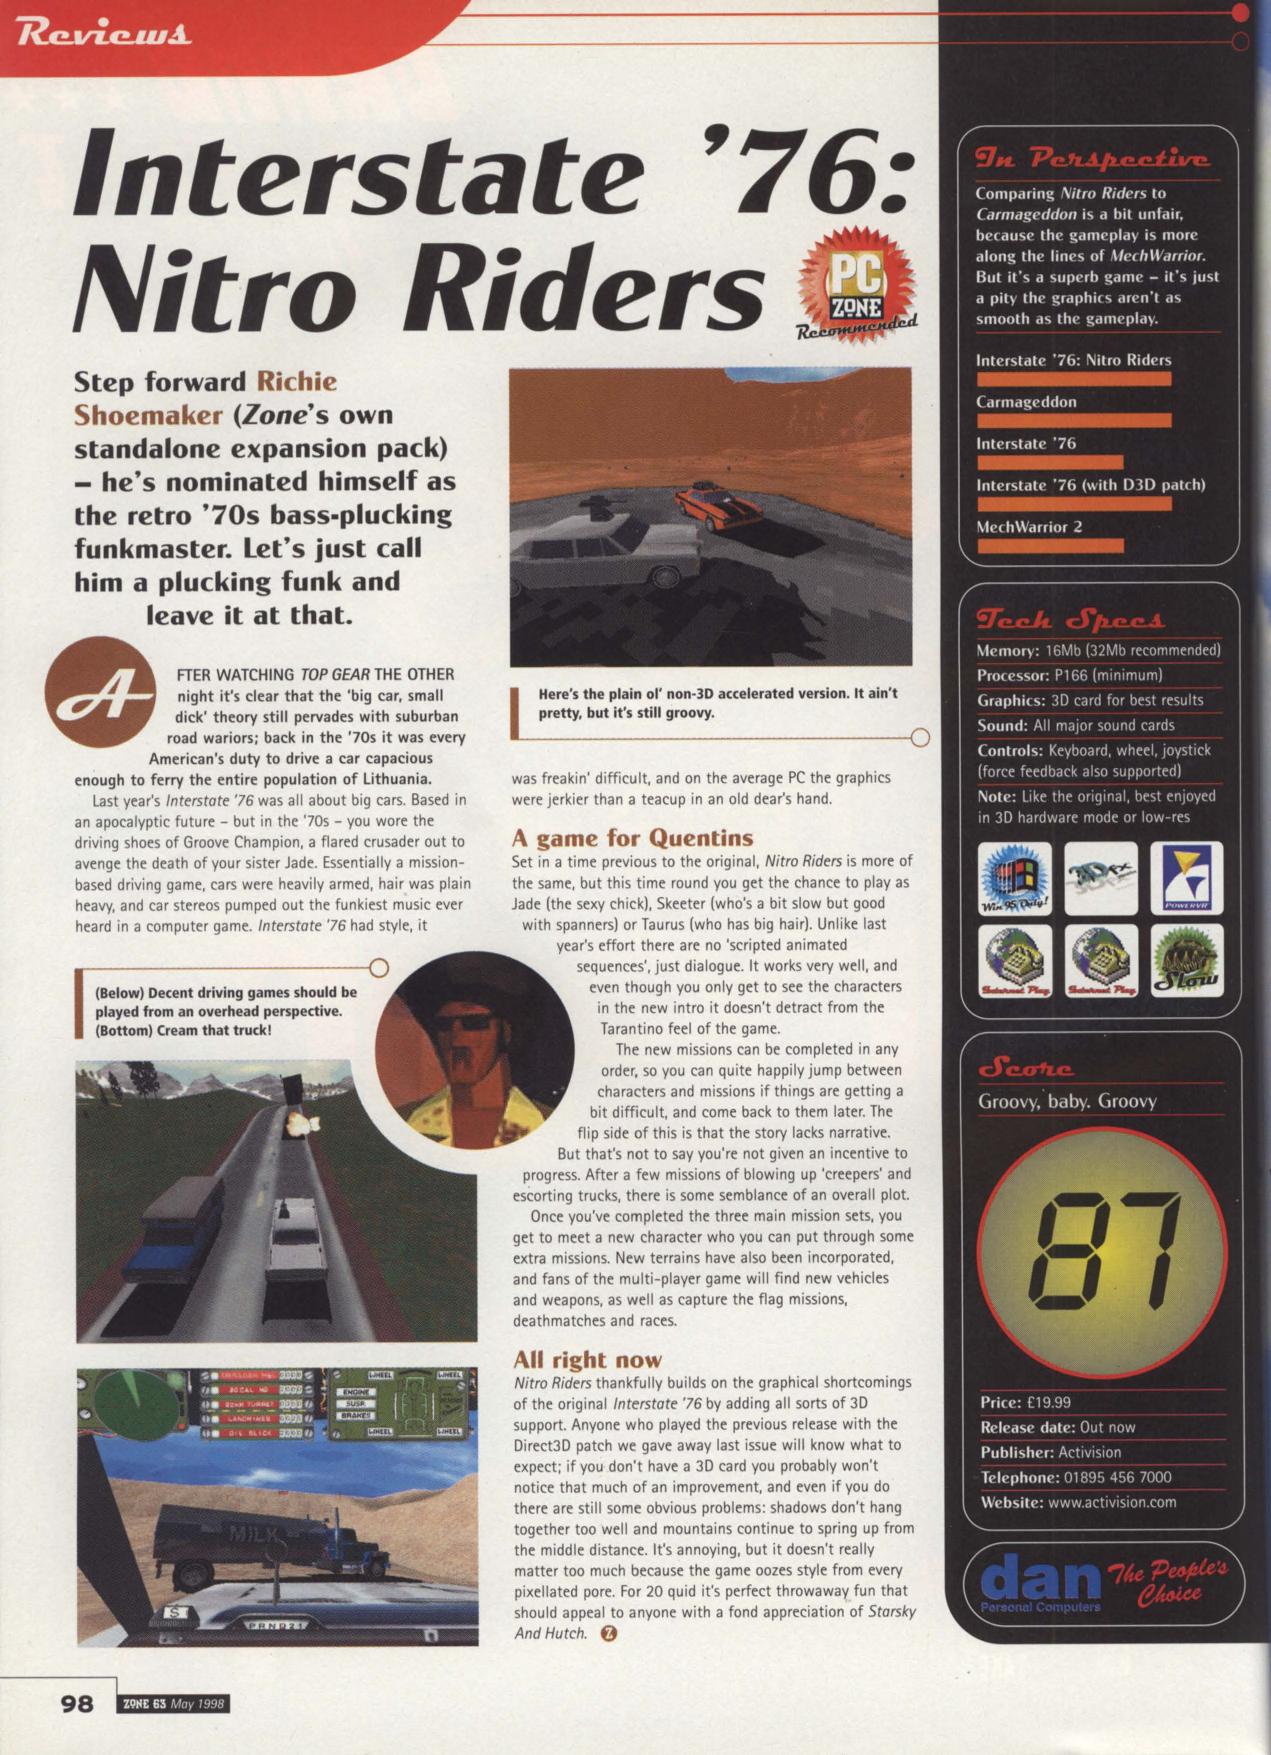 Reviews
Interstate '76:
Nitro Riders
PC
ZONE
Recommended
Step forward Richie
Shoemaker (Zone's own
standalone expansion pack)
– he's nominated himself as
the retro '70s bass-plucking
funkmaster. Let's just call
him a plucking funk and
leave it at that.
AFTER WATCHING TOP GEAR THE OTHER
night it's clear that the 'big car, small
dick' theory still pervades with suburban
road wariors; back in the '70s it was every
American's duty to drive a car capacious
enough to ferry the entire population of Lithuania.
Last year's Interstate '76 was all about big cars. Based in
an apocalyptic future – but in the '70s – you wore the
driving shoes of Groove Champion, a flared crusader out to
avenge the death of your sister Jade. Essentially a mission-
based driving game, cars were heavily armed, hair was plain
heavy, and car stereos pumped out the funkiest music ever
heard in a computer game. Interstate '76 had style, it
(Below) Decent driving games should be
played from an overhead perspective.
(Bottom) Cream that truck!
50CAL MG
LANDMINES
OIL SLICK
ENGINE
SUSP.
BRAKES
WHEEL
WHEEL
WHEEL
WHEEL
MILK
$
PRND21
Here's the plain ol' non-3D accelerated version. It ain't
pretty, but it's still groovy.
was freakin' difficult, and on the average PC the graphics
were jerkier than a teacup in an old dear's hand.
A game for Quentins
Set in a time previous to the original, Nitro Riders is more of
the same, but this time round you get the chance to play as
Jade (the sexy chick), Skeeter (who's a bit slow but good
with spanners) or Taurus (who has big hair). Unlike last
year's effort there are no 'scripted animated
sequences', just dialogue. It works very well, and
even though you only get to see the characters
in the new intro it doesn't detract from the
Tarantino feel of the game.
The new missions can be completed in any
order, so you can quite happily jump between
characters and missions if things are getting a
bit difficult, and come back to them later. The
flip side of this is that the story lacks narrative.
But that's not to say you're not given an incentive to
progress. After a few missions of blowing up 'creepers' and
escorting trucks, there is some semblance of an overall plot.
Once you've completed the three main mission sets, you
get to meet a new character who you can put through some
extra missions. New terrains have also been incorporated,
and fans of the multi-player game will find new vehicles
and weapons, as well as capture the flag missions,
deathmatches and races.
All right now
Nitro Riders thankfully builds on the graphical shortcomings
of the original Interstate '76 by adding all sorts of 3D
support. Anyone who played the previous release with the
Direct3D patch we gave away last issue will know what to
expect; if you don't have a 3D card you probably won't
notice that much of an improvement, and even if you do
there are still some obvious problems: shadows don't hang
together too well and mountains continue to spring up from
the middle distance. It's annoying, but it doesn't really
matter too much because the game oozes style from every
pixellated pore. For 20 quid it's perfect throwaway fun that
should appeal to anyone with a fond appreciation of Starsky
And Hutch. Z
In Perspective
Comparing Nitro Riders to
Carmageddon is a bit unfair,
because the gameplay is more
along the lines of MechWarrior.
But it's a superb game – it's just
a pity the graphics aren't as
smooth as the gameplay.
Interstate '76: Nitro Riders
Carmageddon
Interstate '76
Interstate '76 (with D3D patch)
MechWarrior 2
Tech Specs
Memory: 16Mb (32Mb recommended)
Processor: P166 (minimum)
Graphics: 3D card for best results
Sound: All major sound cards
Controls: Keyboard, wheel, joystick
(force feedback also supported)
Note: Like the original, best enjoyed
in 3D hardware mode or low-res
Win 95 Only!
3Dfx
POWERVR
Internet Play
Internet Play
Slow
Score
Groovy, baby. Groovy
87
Price: £19.99
Release date: Out now
Publisher: Activision
Telephone: 01895 456 7000
Website: www.activision.com
dan
Personal Computers
The People's
Choice
98
ZONE 63 May 1998